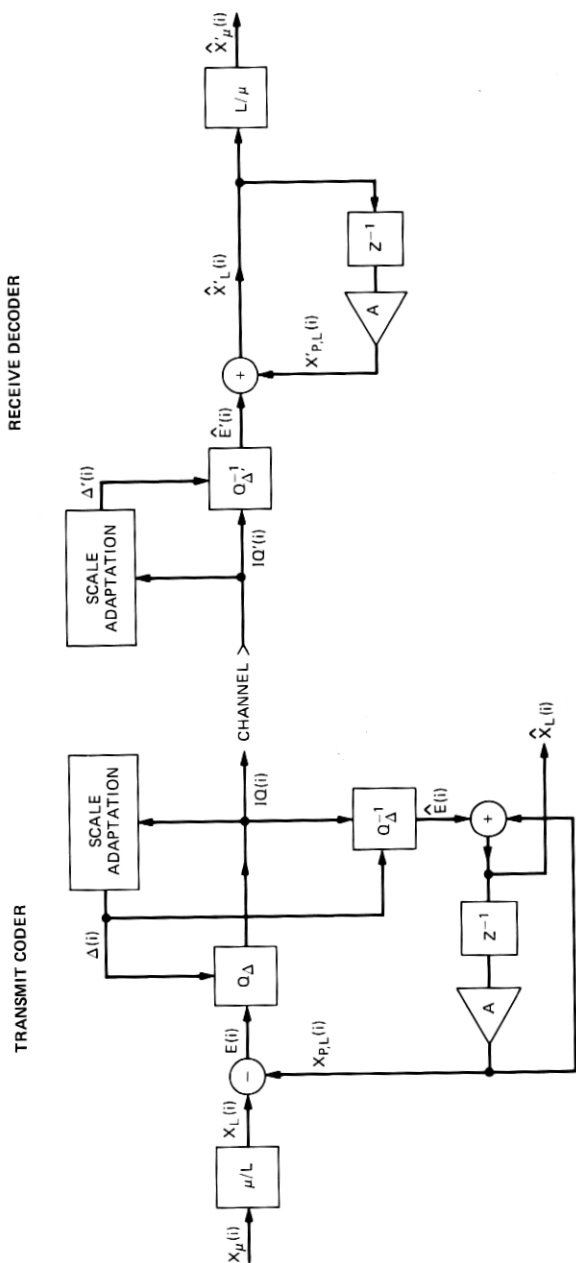 TRANSMIT CODER
RECEIVE DECODER
X_μ(i)
μ/L
X_L(i)
−
E(i)
Q_Δ
Δ(i)
SCALE
ADAPTATION
IQ(i)
CHANNEL
Q_Δ^-1
Ê(i)
+
X̂_L(i)
Z^-1
A
X_P,L(i)
SCALE
ADAPTATION
Δ'(i)
IQ'(i)
Q_Δ'^-1
Ê'(i)
+
X̂'_L(i)
X'_P,L(i)
A
Z^-1
L/μ
X̂'_μ(i)